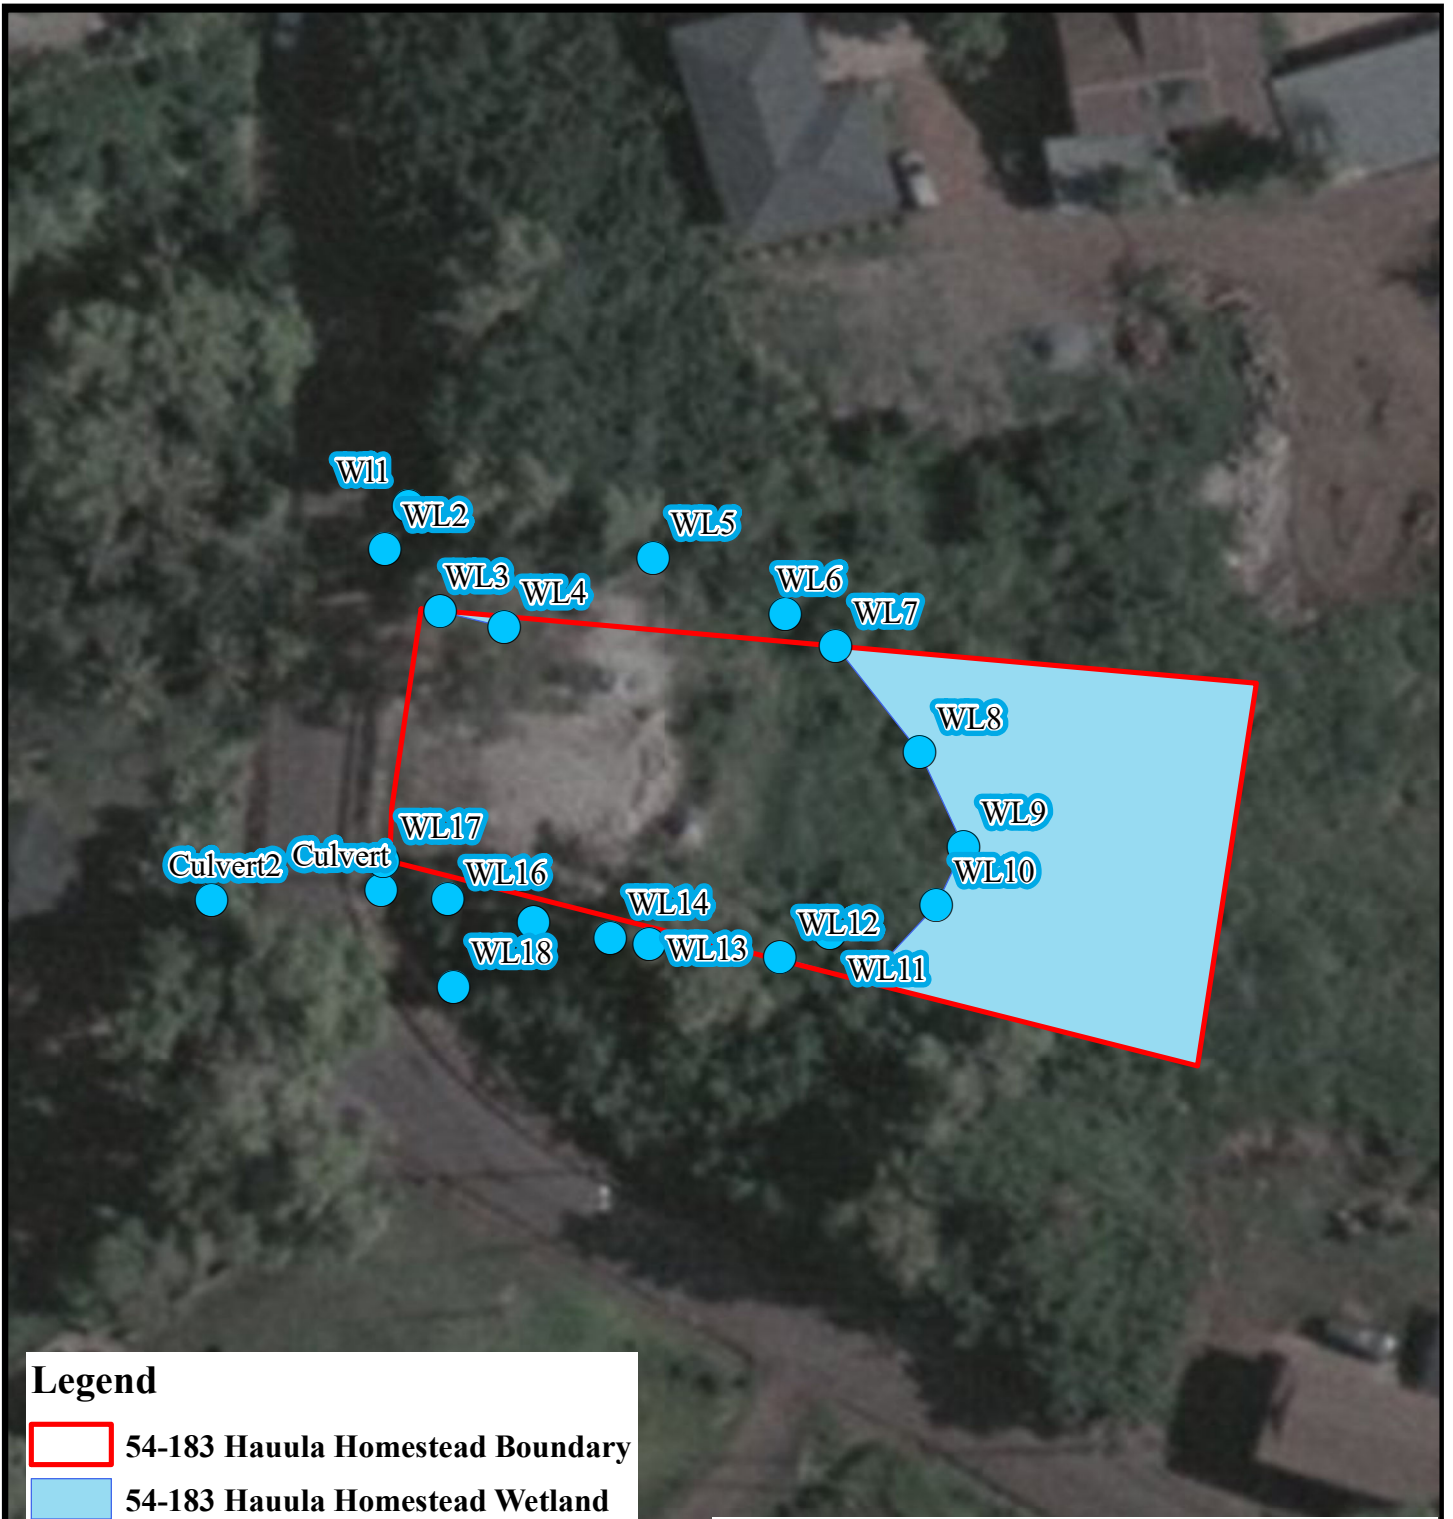 Wl1
WL2
WL5
WL3
WL4
WL6
WL7
WL8
WL9
WL17
Culvert2
Culvert
WL16
WL10
WL14
WL12
WL18
WL13
WL11
Legend
54-183 Hauula Homestead Boundary
54-183 Hauula Homestead Wetland